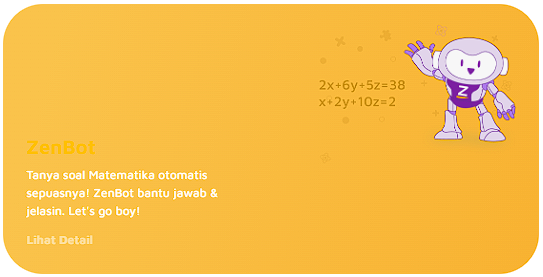 2x+6y+5z=38
x+2y+10z=2
Z
ZenBot
Tanya soal Matematika otomatis
sepuasnya! ZenBot bantu jawab &
jelasin. Let's go boy!
Lihat Detail